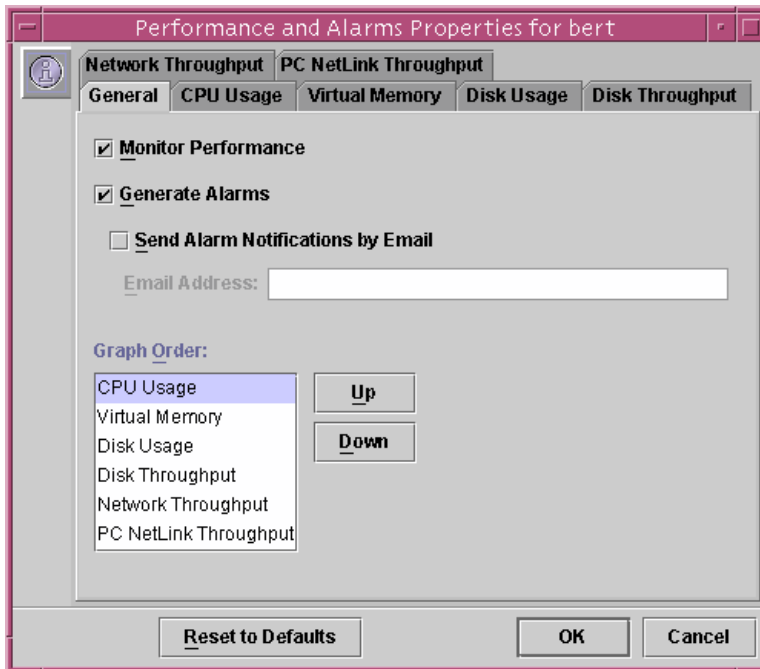 Performance and Alarms Properties for bert
Network Throughput PC NetLink Throughput
General CPU Usage Virtual Memory Disk Usage Disk Throughput
Monitor Performance
Generate Alarms
Send Alarm Notifications by Email
Email Address:
Graph Order:
CPU Usage
Virtual Memory
Disk Usage
Disk Throughput
Network Throughput
PC NetLink Throughput
Up
Down
Reset to Defaults OK Cancel